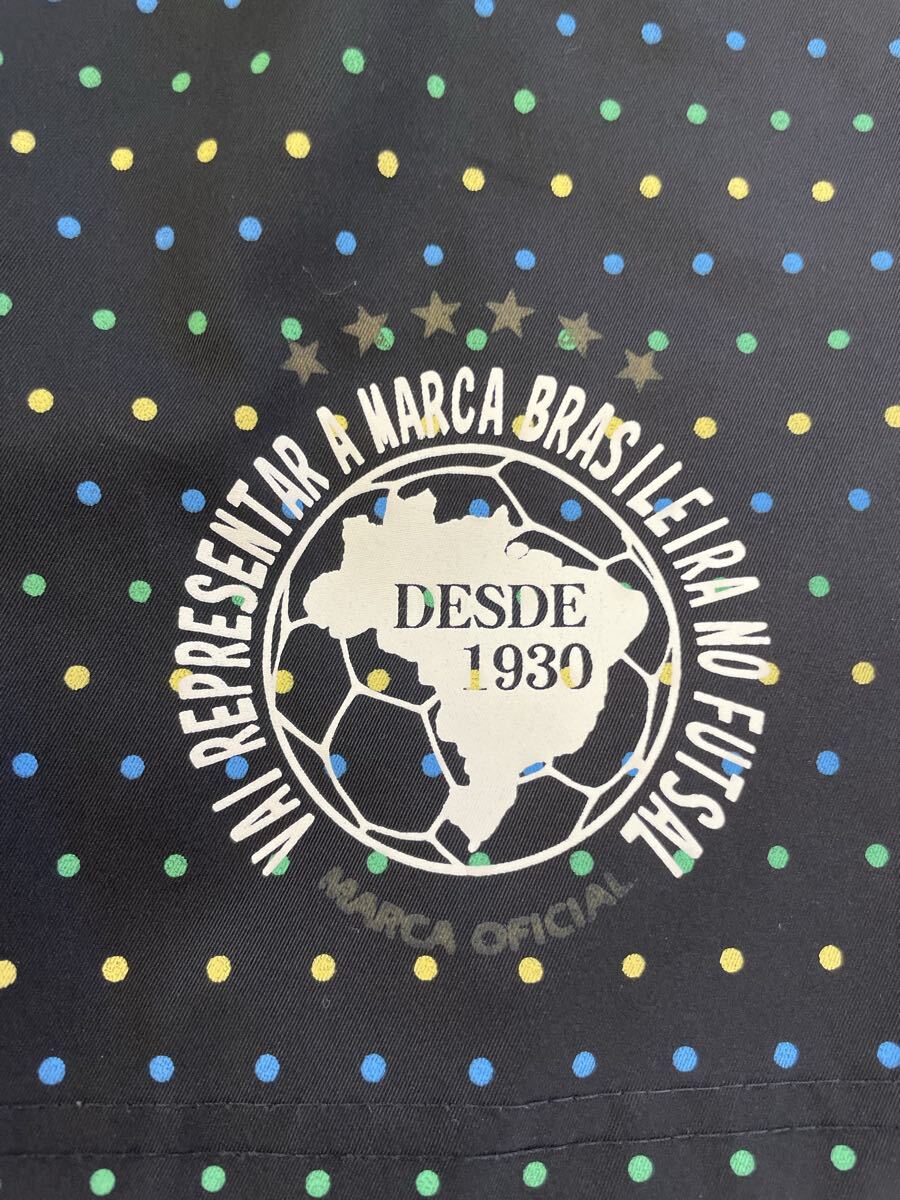 VAI REPRESENTAR A MARCA BRASILEIRA NO FUTSAL
DESDE
1930
MARCA OFICIAL